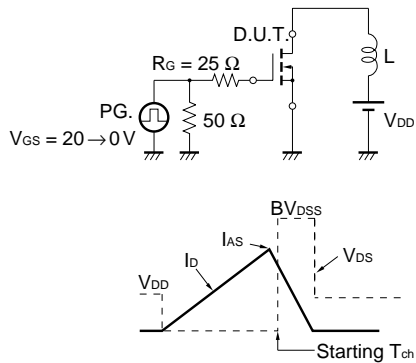 D.U.T.
L
RG = 25 Ω
PG.
50 Ω
VDD
VGS = 20→0 V
BVDSS
IAS
ID
VDS
VDD
Starting Tch